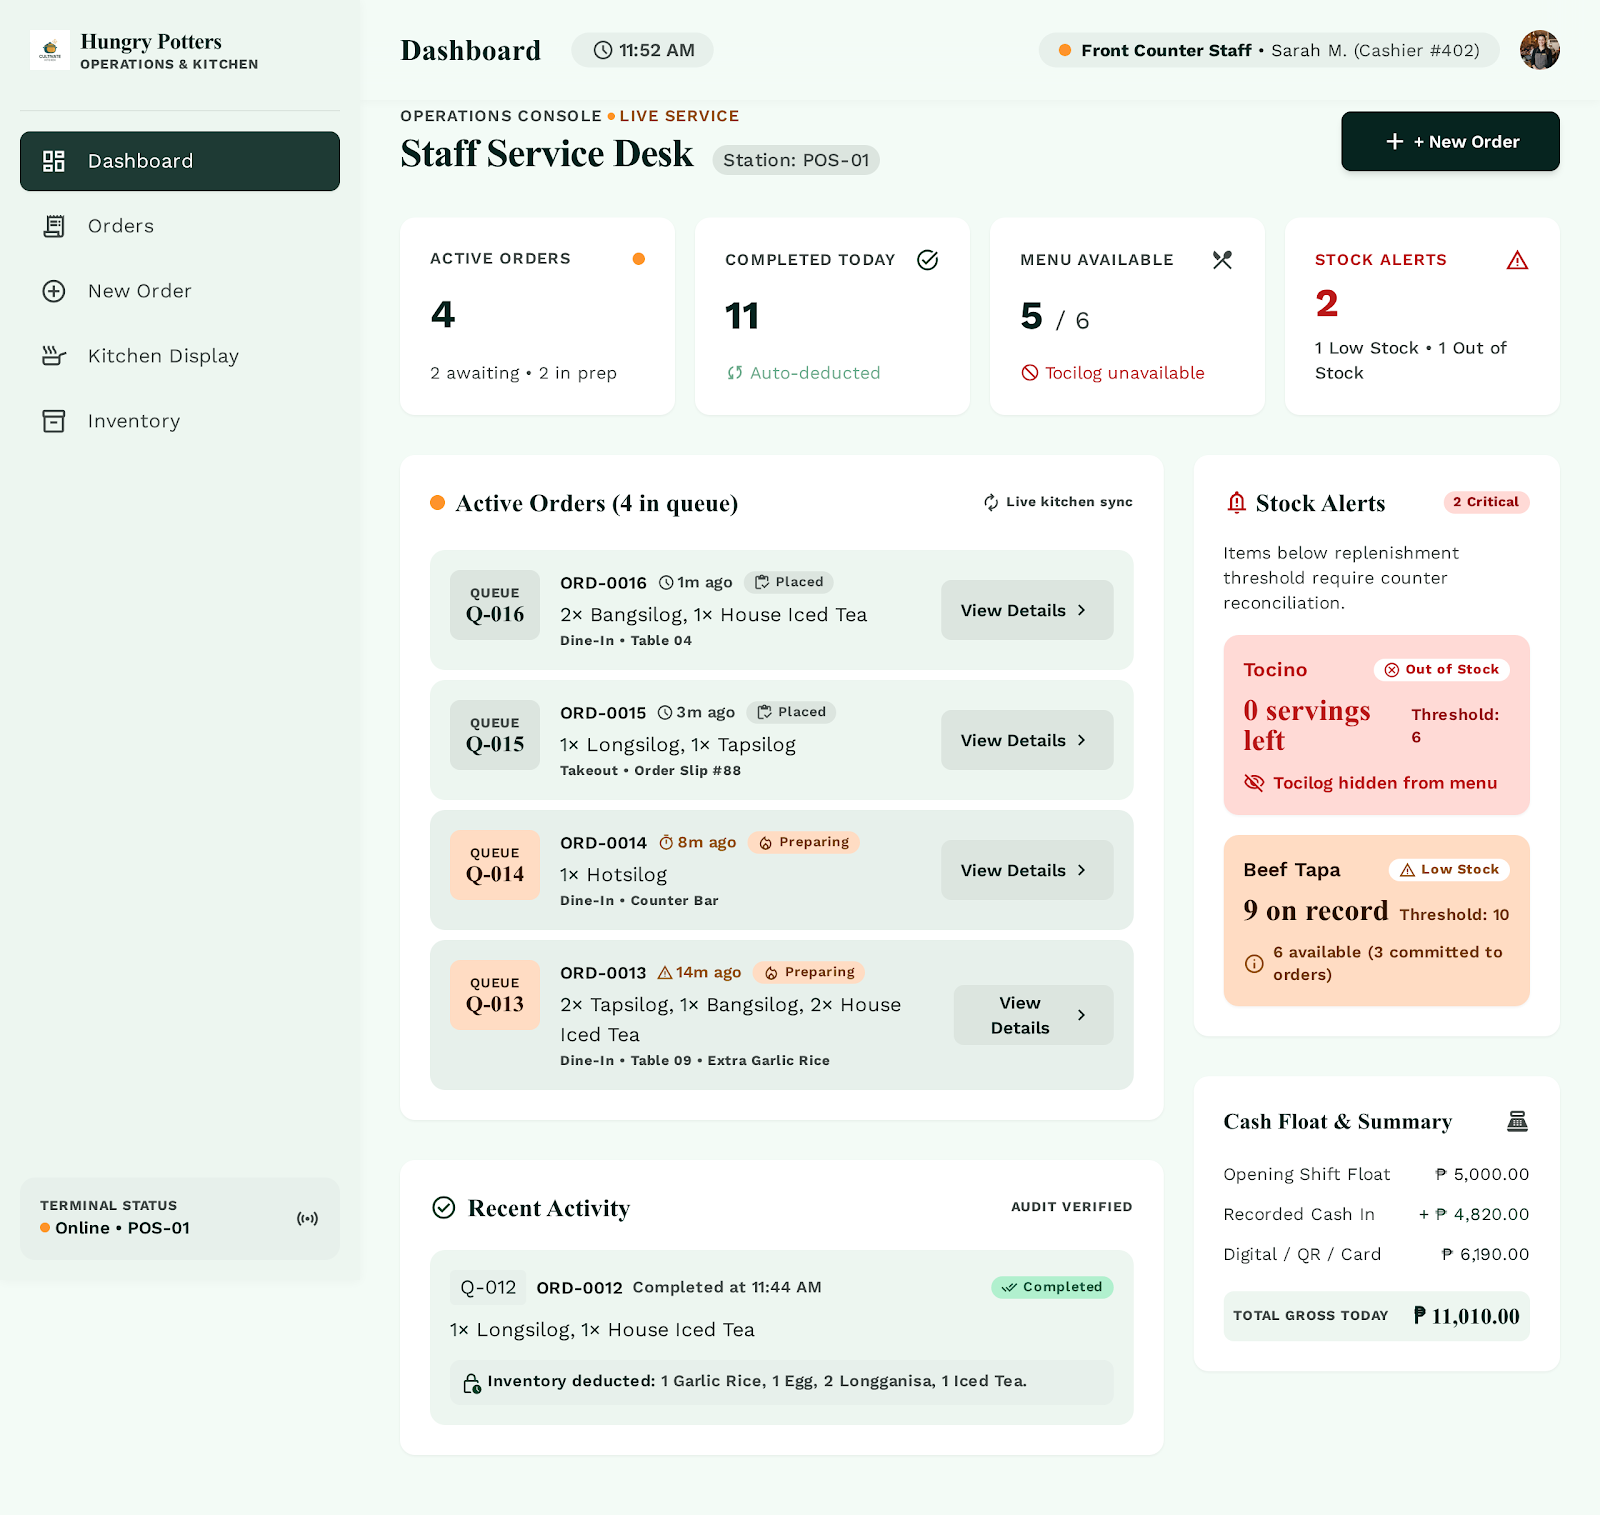 Hungry Potters
OPERATIONS & KITCHEN
Dashboard
Orders
New Order
Kitchen Display
Inventory
TERMINAL STATUS
Online • POS-01
Dashboard
11:52 AM
Front Counter Staff • Sarah M. (Cashier #402)
OPERATIONS CONSOLE • LIVE SERVICE
Staff Service Desk
Station: POS-01
+ New Order
ACTIVE ORDERS
4
2 awaiting • 2 in prep
COMPLETED TODAY
11
Auto-deducted
MENU AVAILABLE
5 / 6
Tocilog unavailable
STOCK ALERTS
2
1 Low Stock • 1 Out of
Stock
Active Orders (4 in queue)
Live kitchen sync
QUEUE
Q-016
ORD-0016 1m ago Placed
2× Bangsilog, 1× House Iced Tea
Dine-In • Table 04
View Details
QUEUE
Q-015
ORD-0015 3m ago Placed
1× Longsilog, 1× Tapsilog
Takeout • Order Slip #88
View Details
QUEUE
Q-014
ORD-0014 8m ago Preparing
1× Hotsilog
Dine-In • Counter Bar
View Details
QUEUE
Q-013
ORD-0013 14m ago Preparing
2× Tapsilog, 1× Bangsilog, 2× House
Iced Tea
Dine-In • Table 09 • Extra Garlic Rice
View
Details
Recent Activity
AUDIT VERIFIED
Q-012 ORD-0012 Completed at 11:44 AM
Completed
1× Longsilog, 1× House Iced Tea
Inventory deducted: 1 Garlic Rice, 1 Egg, 2 Longganisa, 1 Iced Tea.
Stock Alerts
2 Critical
Items below replenishment
threshold require counter
reconciliation.
Tocino
Out of Stock
0 servings
left
Threshold:
6
Tocilog hidden from menu
Beef Tapa
Low Stock
9 on record
Threshold: 10
6 available (3 committed to
orders)
Cash Float & Summary
Opening Shift Float ₱ 5,000.00
Recorded Cash In + ₱ 4,820.00
Digital / QR / Card ₱ 6,190.00
TOTAL GROSS TODAY ₱ 11,010.00